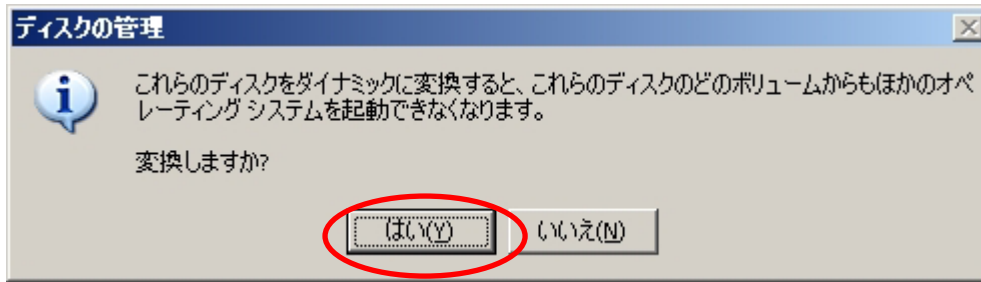 ディスクの管理
これらのディスクをダイナミックに変換すると、これらのディスクのどのボリュームからもほかのオペ
レーティング システムを起動できなくなります。
変換しますか?
はい(Y) いいえ(N)